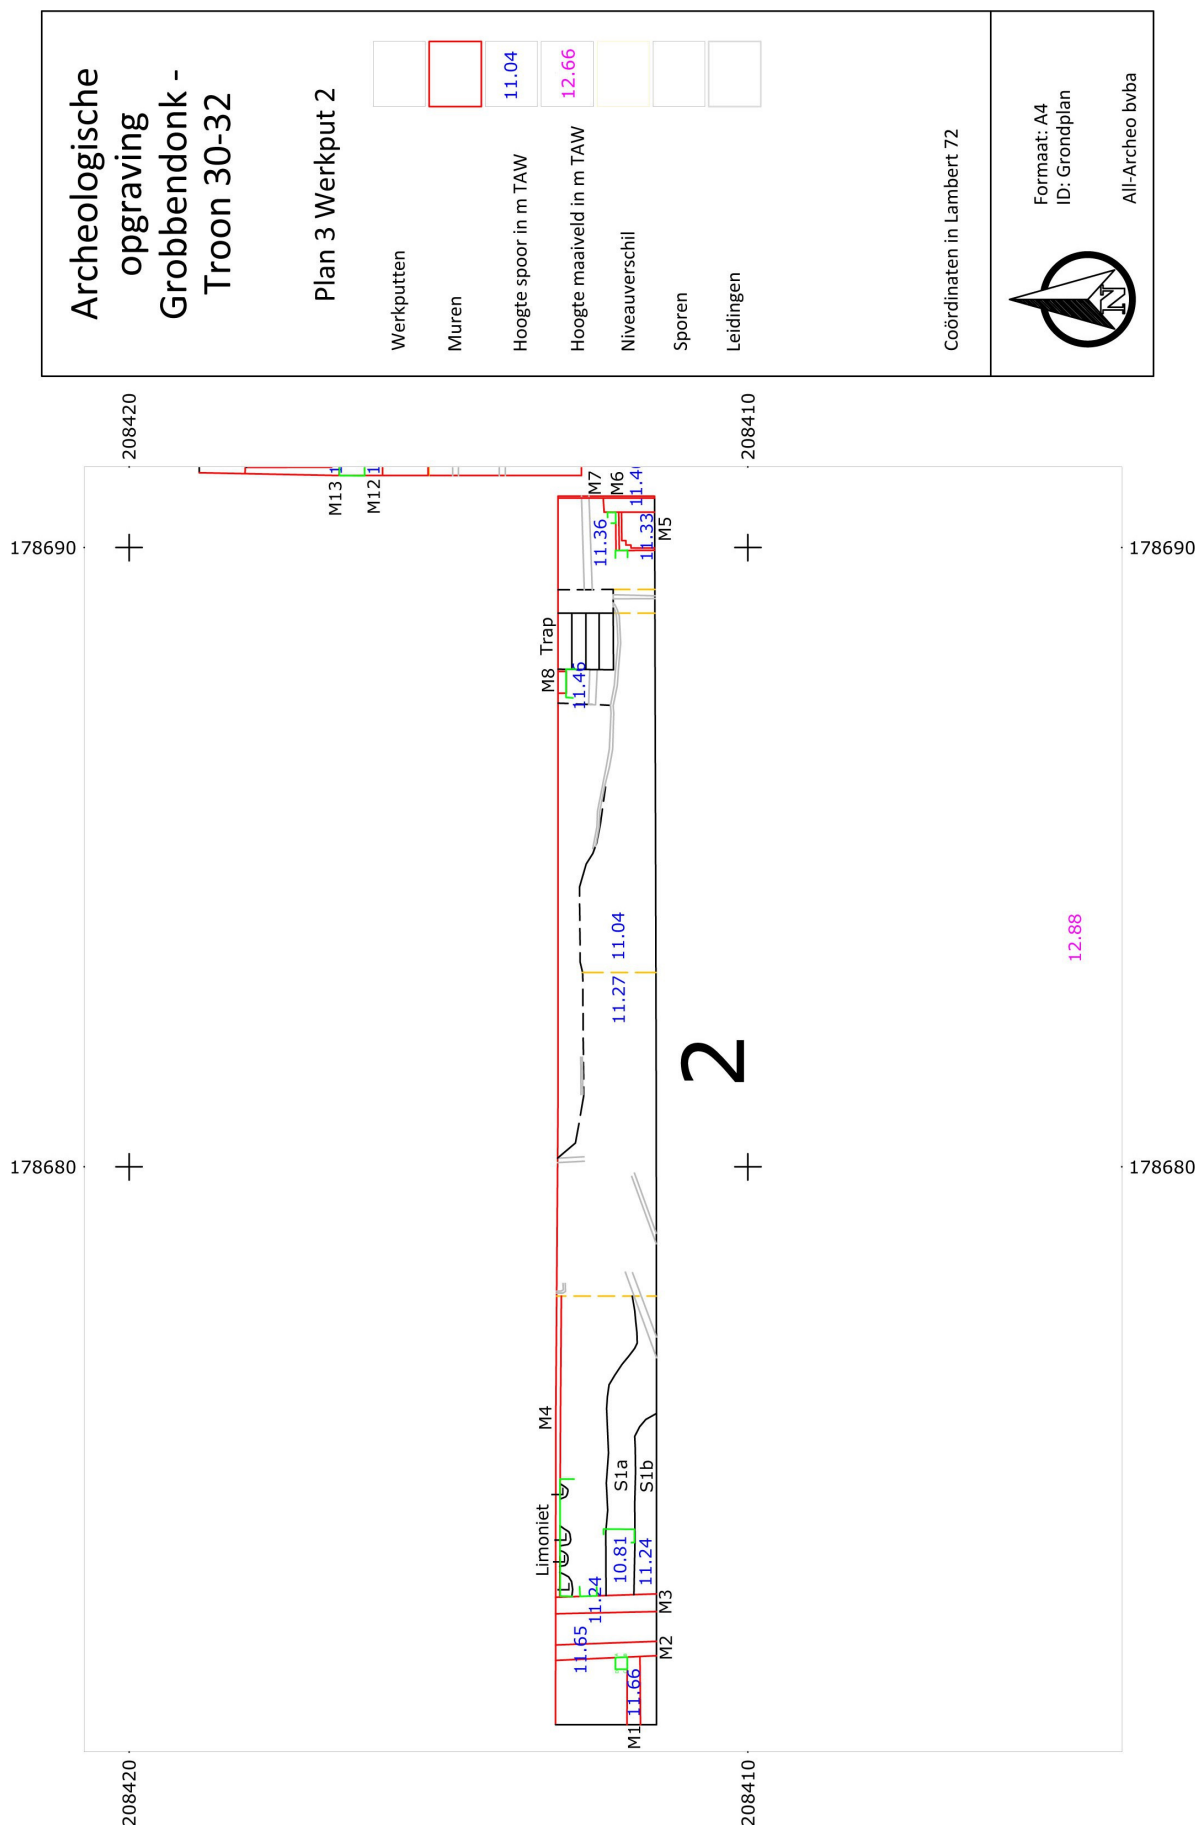 Archeologische
opgraving
Grobbendonk -
Troon 30-32
Plan 3 Werkput 2
Werkputten
Muren
11.04
Hoogte spoor in m TAW
12.66
Hoogte maaiveld in m TAW
Niveauverschil
Sporen
Leidingen
Coördinaten in Lambert 72
Formaat: A4
ID: Grondplan
All-Archeo bvba
N
208420
208410
M13
M12
M7
M6
M5
11.36
11.33
178690
178690
Trap
M8
11.46
11.04
11.27
12.88
2
178680
178680
M4
Limoniet
S1a
S1b
10.81
11.24
11.24
M3
M2
11.65
11.66
M1
208420
208410